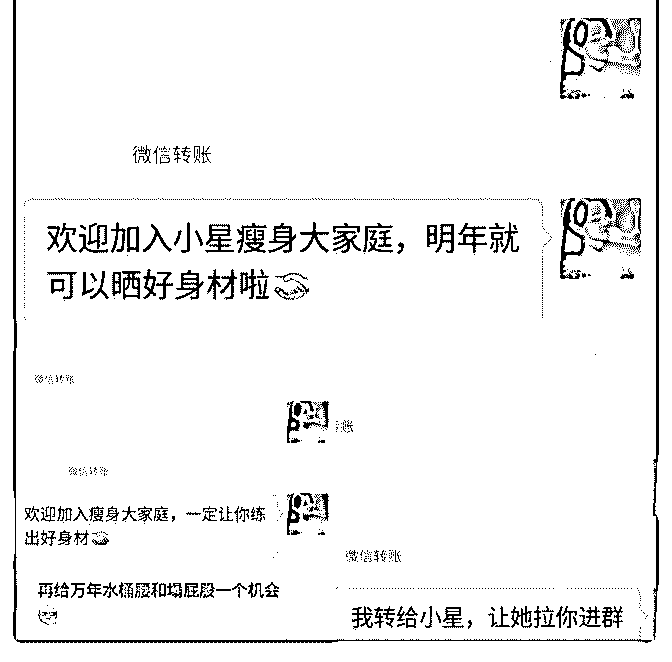 微信转账
欢迎加入小星瘦身大家庭，明年就
可以晒好身材啦
微信转账
转账
微信转账
欢迎加入瘦身大家庭，一定让你练
出好身材
微信转账
再给万年水桶腰和塌屁股一个机会
我转给小星，让她拉你进群